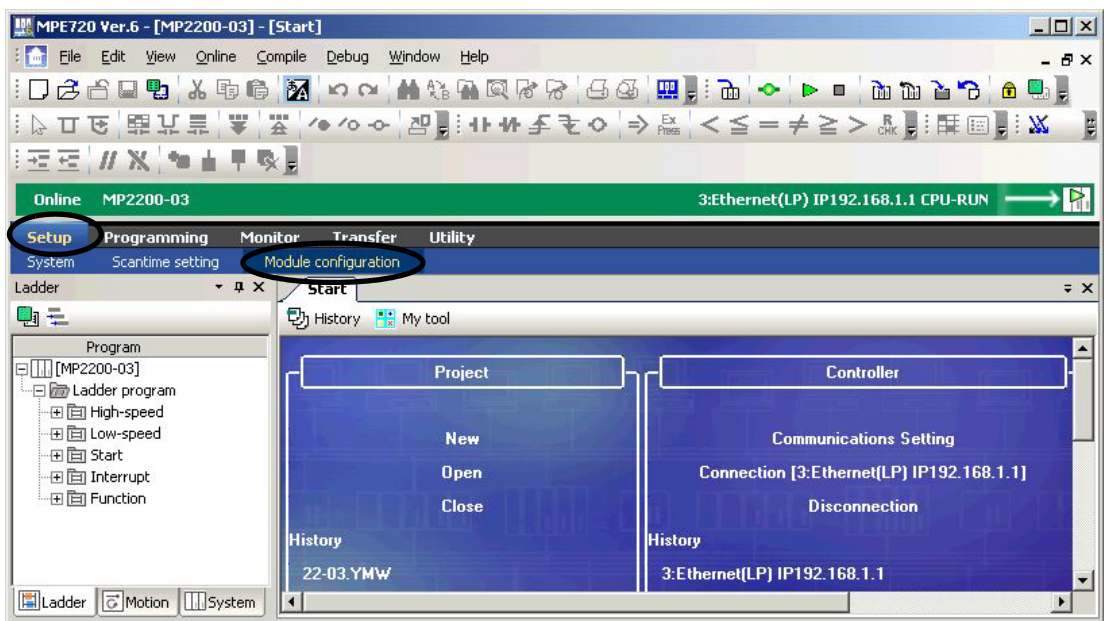 MPE720 Ver.6 - [MP2200-03] - [Start]
File Edit View Online Compile Debug Window Help
Ex Press R CHK
Online MP2200-03 3:Ethernet(LP) IP192.168.1.1 CPU-RUN
Setup Programming Monitor Transfer Utility
System Scantime setting Module configuration
Ladder Start
History My tool
Program
[MP2200-03] Project Controller
Ladder program
High-speed
Low-speed New Communications Setting
Start
Interrupt Open Connection [3:Ethernet(LP) IP192.168.1.1]
Function
Close Disconnection
History History
22-03.YMW 3:Ethernet(LP) IP192.168.1.1
Ladder Motion System